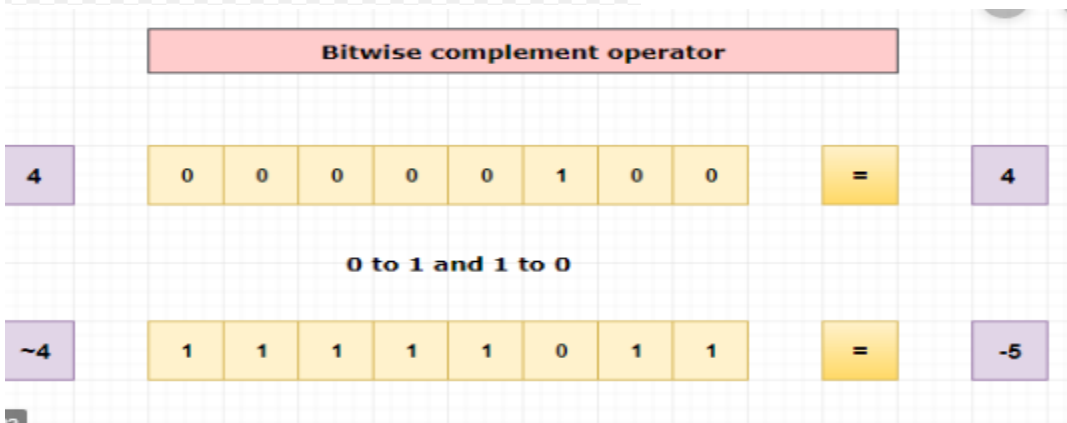 Bitwise complement operator
4 0 0 0 0 0 1 0 0 = 4
0 to 1 and 1 to 0
~4 1 1 1 1 1 0 1 1 = -5